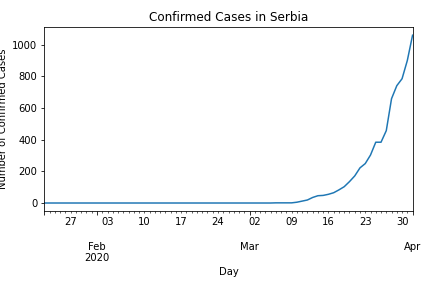 Confirmed Cases in Serbia
Number of Confirmed Cases
1000
800
600
400
200
0
27 03 10 17 24 02 09 16 23 30
Feb Mar Apr
2020
Day